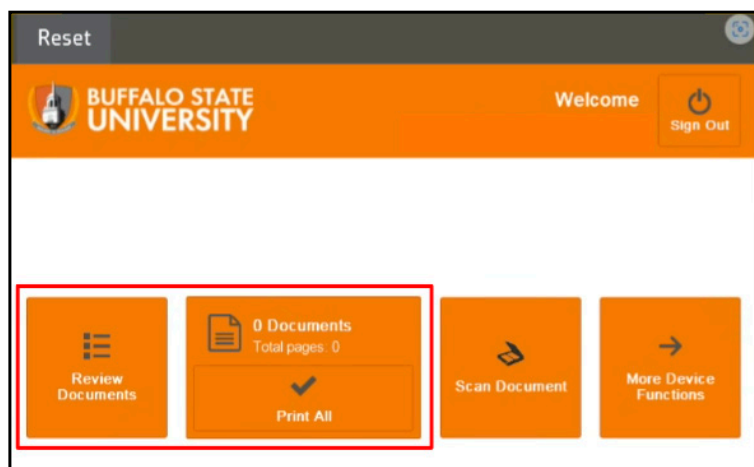 Reset
BUFFALO STATE
UNIVERSITY
Welcome
Sign Out
Review
Documents
0 Documents
Total pages: 0
Print All
Scan Document
More Device
Functions